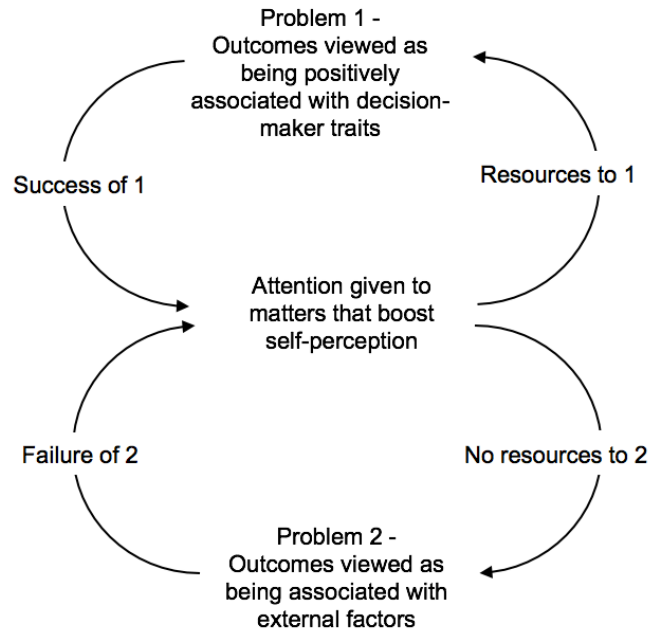 Problem 1 -
Outcomes viewed as
being positively
associated with decision-
maker traits
Success of 1
Resources to 1
Attention given to
matters that boost
self-perception
Failure of 2
No resources to 2
Problem 2 -
Outcomes viewed as
being associated with
external factors